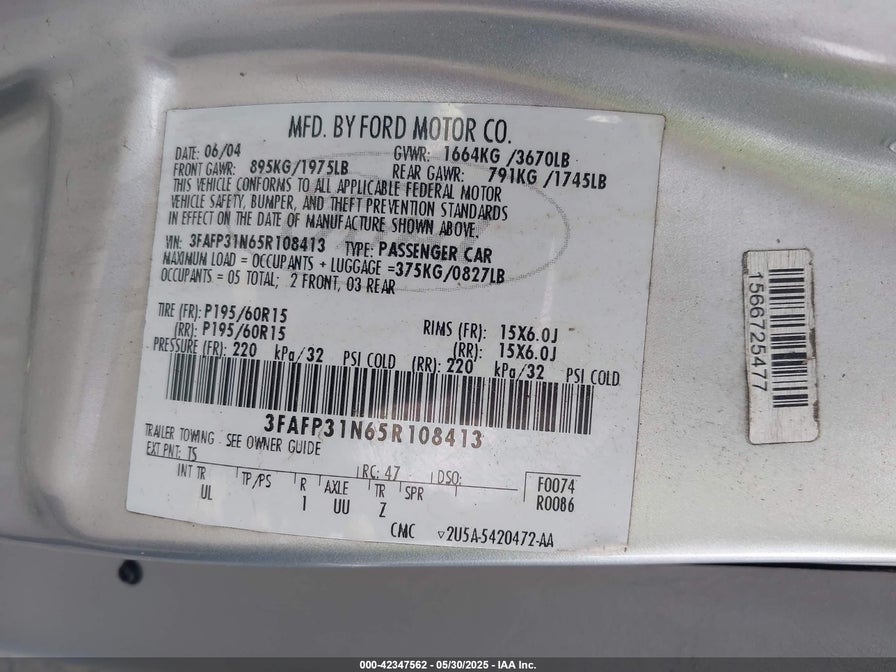 MFD. BY FORD MOTOR CO.
DATE: 06/04 GVWR: 1664KG /3670LB
FRONT GAWR: 895KG/1975LB REAR GAWR: 791KG /1745LB
THIS VEHICLE CONFORMS TO ALL APPLICABLE FEDERAL MOTOR
VEHICLE SAFETY, BUMPER, AND THEFT PREVENTION STANDARDS
IN EFFECT ON THE DATE OF MANUFACTURE SHOWN ABOVE.
VIN: 3FAFP31N65R108413 TYPE: PASSENGER CAR
MAXIMUM LOAD = OCCUPANTS + LUGGAGE =375KG/0827LB
OCCUPANTS = 05 TOTAL; 2 FRONT, 03 REAR
TIRE (FR): P195/60R15 RIMS (FR): 15X6.0J
(RR): P195/60R15 (RR): 15X6.0J
PRESSURE (FR): 220 kPa/32 PSI COLD (RR): 220 kPa/32 PSI COLD
3FAFP31N65R108413
TRAILER TOWING - SEE OWNER GUIDE
EXT PNT: TS RC: 47 DSO: F0074
INT TR TP/PS R AXLE TR SPR R0086
UL 1 UU Z
CMC ▽2U5A-5420472-AA
1566725477
000-42347562 - 05/30/2025 - IAA Inc.